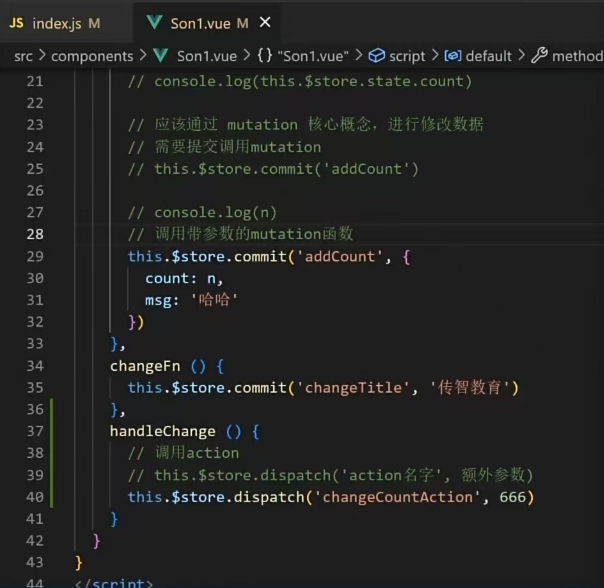 JS index.js M Son1.vue M ×
src > components > Son1.vue > {} "Son1.vue" > script > default > method
21 // console.log(this.$store.state.count)
22
23 // 应该通过 mutation 核心概念，进行修改数据
24 // 需要提交调用mutation
25 // this.$store.commit('addCount')
26
27 // console.log(n)
28 // 调用带参数的mutation函数
29 this.$store.commit('addCount', {
30 count: n,
31 msg: '哈哈'
32 })
33 },
34 changeFn () {
35 this.$store.commit('changeTitle', '传智教育')
36 },
37 handleChange () {
38 // 调用action
39 // this.$store.dispatch('action名字', 额外参数)
40 this.$store.dispatch('changeCountAction', 666)
41 }
42 }
43 }
44 </script>